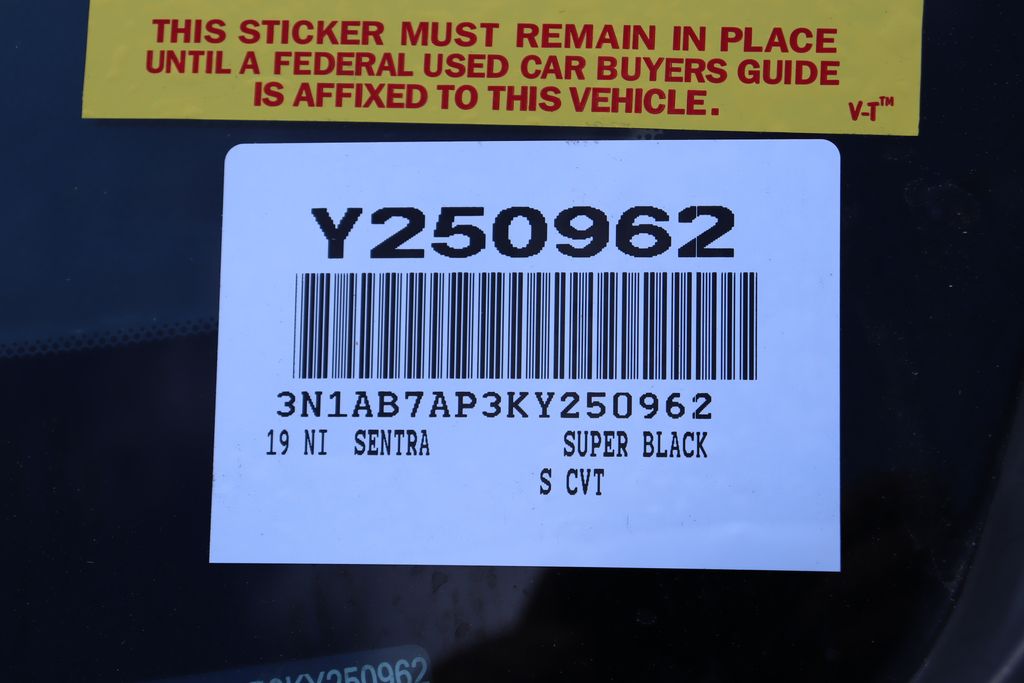 THIS STICKER MUST REMAIN IN PLACE
UNTIL A FEDERAL USED CAR BUYERS GUIDE
IS AFFIXED TO THIS VEHICLE.
V-T™
Y250962
3N1AB7AP3KY250962
19 NI SENTRA SUPER BLACK
S CVT